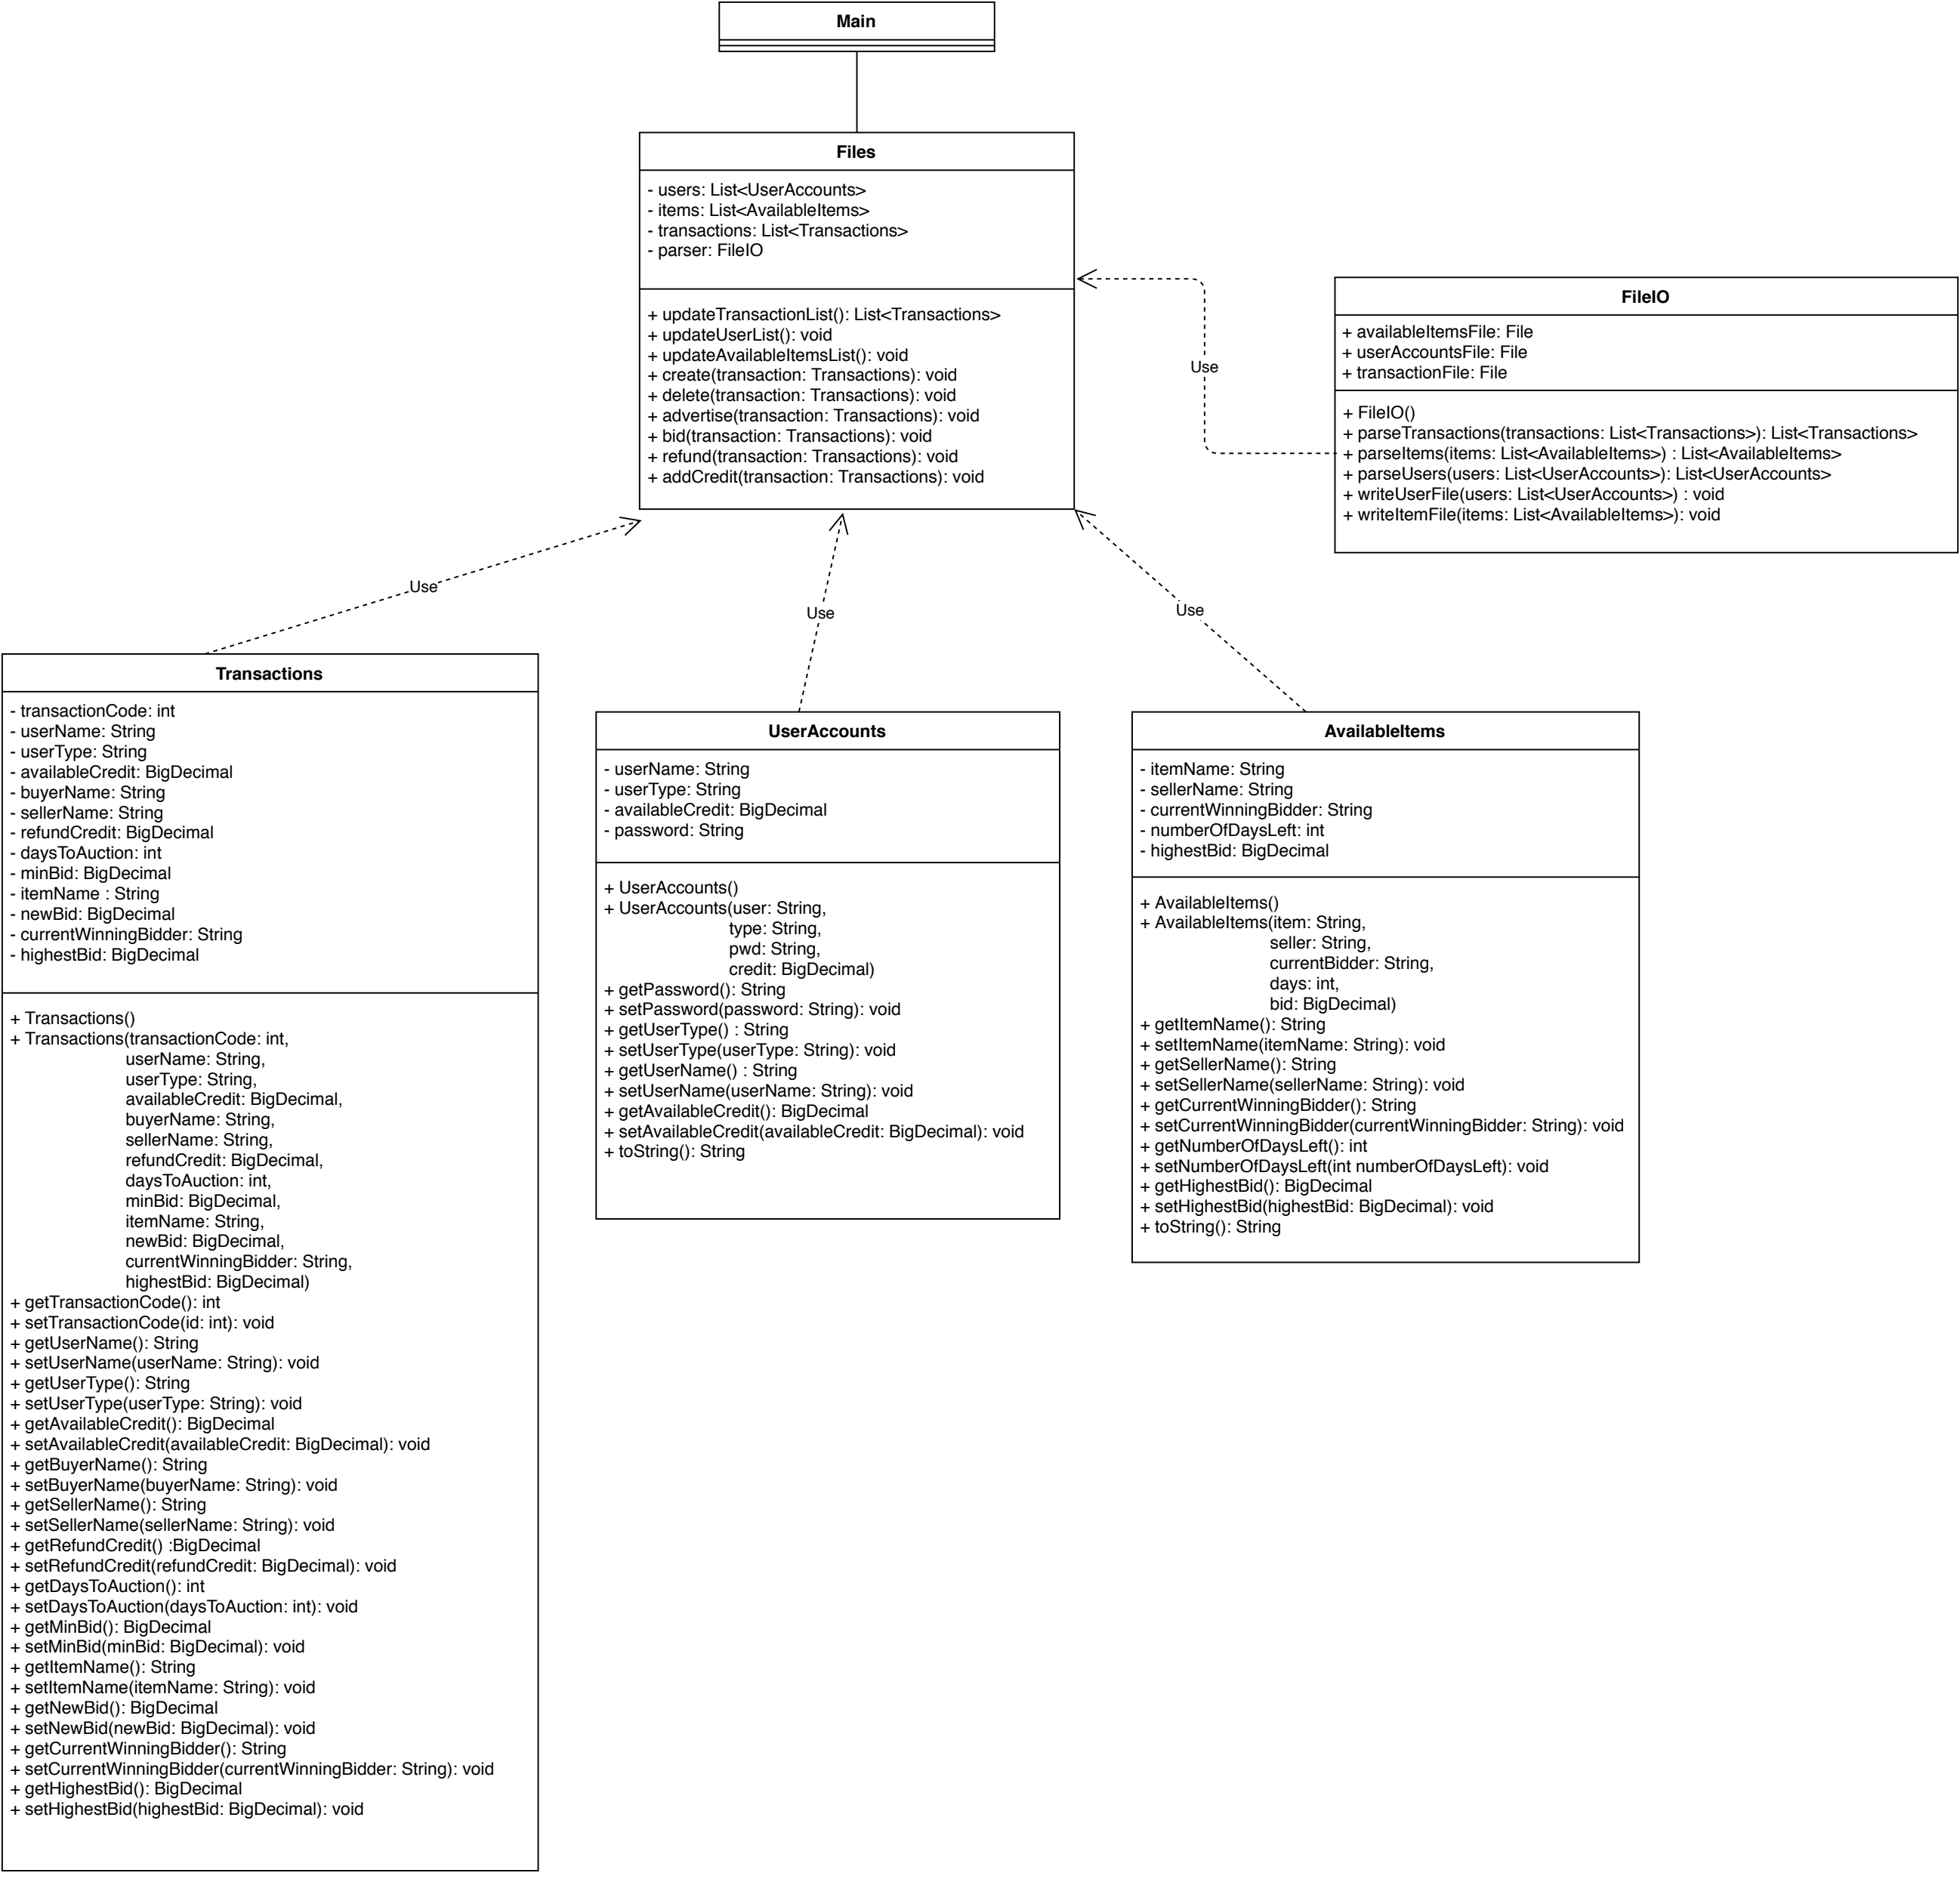 Main
Files
- users: List<UserAccounts>
- items: List<AvailableItems>
- transactions: List<Transactions>
- parser: FileIO
+ updateTransactionList(): List<Transactions>
+ updateUserList(): void
+ updateAvailableItemsList(): void
+ create(transaction: Transactions): void
+ delete(transaction: Transactions): void
+ advertise(transaction: Transactions): void
+ bid(transaction: Transactions): void
+ refund(transaction: Transactions): void
+ addCredit(transaction: Transactions): void
Use
FileIO
+ availableItemsFile: File
+ userAccountsFile: File
+ transactionFile: File
+ FileIO()
+ parseTransactions(transactions: List<Transactions>): List<Transactions>
+ parseItems(items: List<AvailableItems>) : List<AvailableItems>
+ parseUsers(users: List<UserAccounts>): List<UserAccounts>
+ writeUserFile(users: List<UserAccounts>) : void
+ writeItemFile(items: List<AvailableItems>): void
Use
Use
Use
Transactions
- transactionCode: int
- userName: String
- userType: String
- availableCredit: BigDecimal
- buyerName: String
- sellerName: String
- refundCredit: BigDecimal
- daysToAuction: int
- minBid: BigDecimal
- itemName : String
- newBid: BigDecimal
- currentWinningBidder: String
- highestBid: BigDecimal
+ Transactions()
+ Transactions(transactionCode: int,
userName: String,
userType: String,
availableCredit: BigDecimal,
buyerName: String,
sellerName: String,
refundCredit: BigDecimal,
daysToAuction: int,
minBid: BigDecimal,
itemName: String,
newBid: BigDecimal,
currentWinningBidder: String,
highestBid: BigDecimal)
+ getTransactionCode(): int
+ setTransactionCode(id: int): void
+ getUserName(): String
+ setUserName(userName: String): void
+ getUserType(): String
+ setUserType(userType: String): void
+ getAvailableCredit(): BigDecimal
+ setAvailableCredit(availableCredit: BigDecimal): void
+ getBuyerName(): String
+ setBuyerName(buyerName: String): void
+ getSellerName(): String
+ setSellerName(sellerName: String): void
+ getRefundCredit() :BigDecimal
+ setRefundCredit(refundCredit: BigDecimal): void
+ getDaysToAuction(): int
+ setDaysToAuction(daysToAuction: int): void
+ getMinBid(): BigDecimal
+ setMinBid(minBid: BigDecimal): void
+ getItemName(): String
+ setItemName(itemName: String): void
+ getNewBid(): BigDecimal
+ setNewBid(newBid: BigDecimal): void
+ getCurrentWinningBidder(): String
+ setCurrentWinningBidder(currentWinningBidder: String): void
+ getHighestBid(): BigDecimal
+ setHighestBid(highestBid: BigDecimal): void
UserAccounts
- userName: String
- userType: String
- availableCredit: BigDecimal
- password: String
+ UserAccounts()
+ UserAccounts(user: String,
type: String,
pwd: String,
credit: BigDecimal)
+ getPassword(): String
+ setPassword(password: String): void
+ getUserType() : String
+ setUserType(userType: String): void
+ getUserName() : String
+ setUserName(userName: String): void
+ getAvailableCredit(): BigDecimal
+ setAvailableCredit(availableCredit: BigDecimal): void
+ toString(): String
AvailableItems
- itemName: String
- sellerName: String
- currentWinningBidder: String
- numberOfDaysLeft: int
- highestBid: BigDecimal
+ AvailableItems()
+ AvailableItems(item: String,
seller: String,
currentBidder: String,
days: int,
bid: BigDecimal)
+ getItemName(): String
+ setItemName(itemName: String): void
+ getSellerName(): String
+ setSellerName(sellerName: String): void
+ getCurrentWinningBidder(): String
+ setCurrentWinningBidder(currentWinningBidder: String): void
+ getNumberOfDaysLeft(): int
+ setNumberOfDaysLeft(int numberOfDaysLeft): void
+ getHighestBid(): BigDecimal
+ setHighestBid(highestBid: BigDecimal): void
+ toString(): String